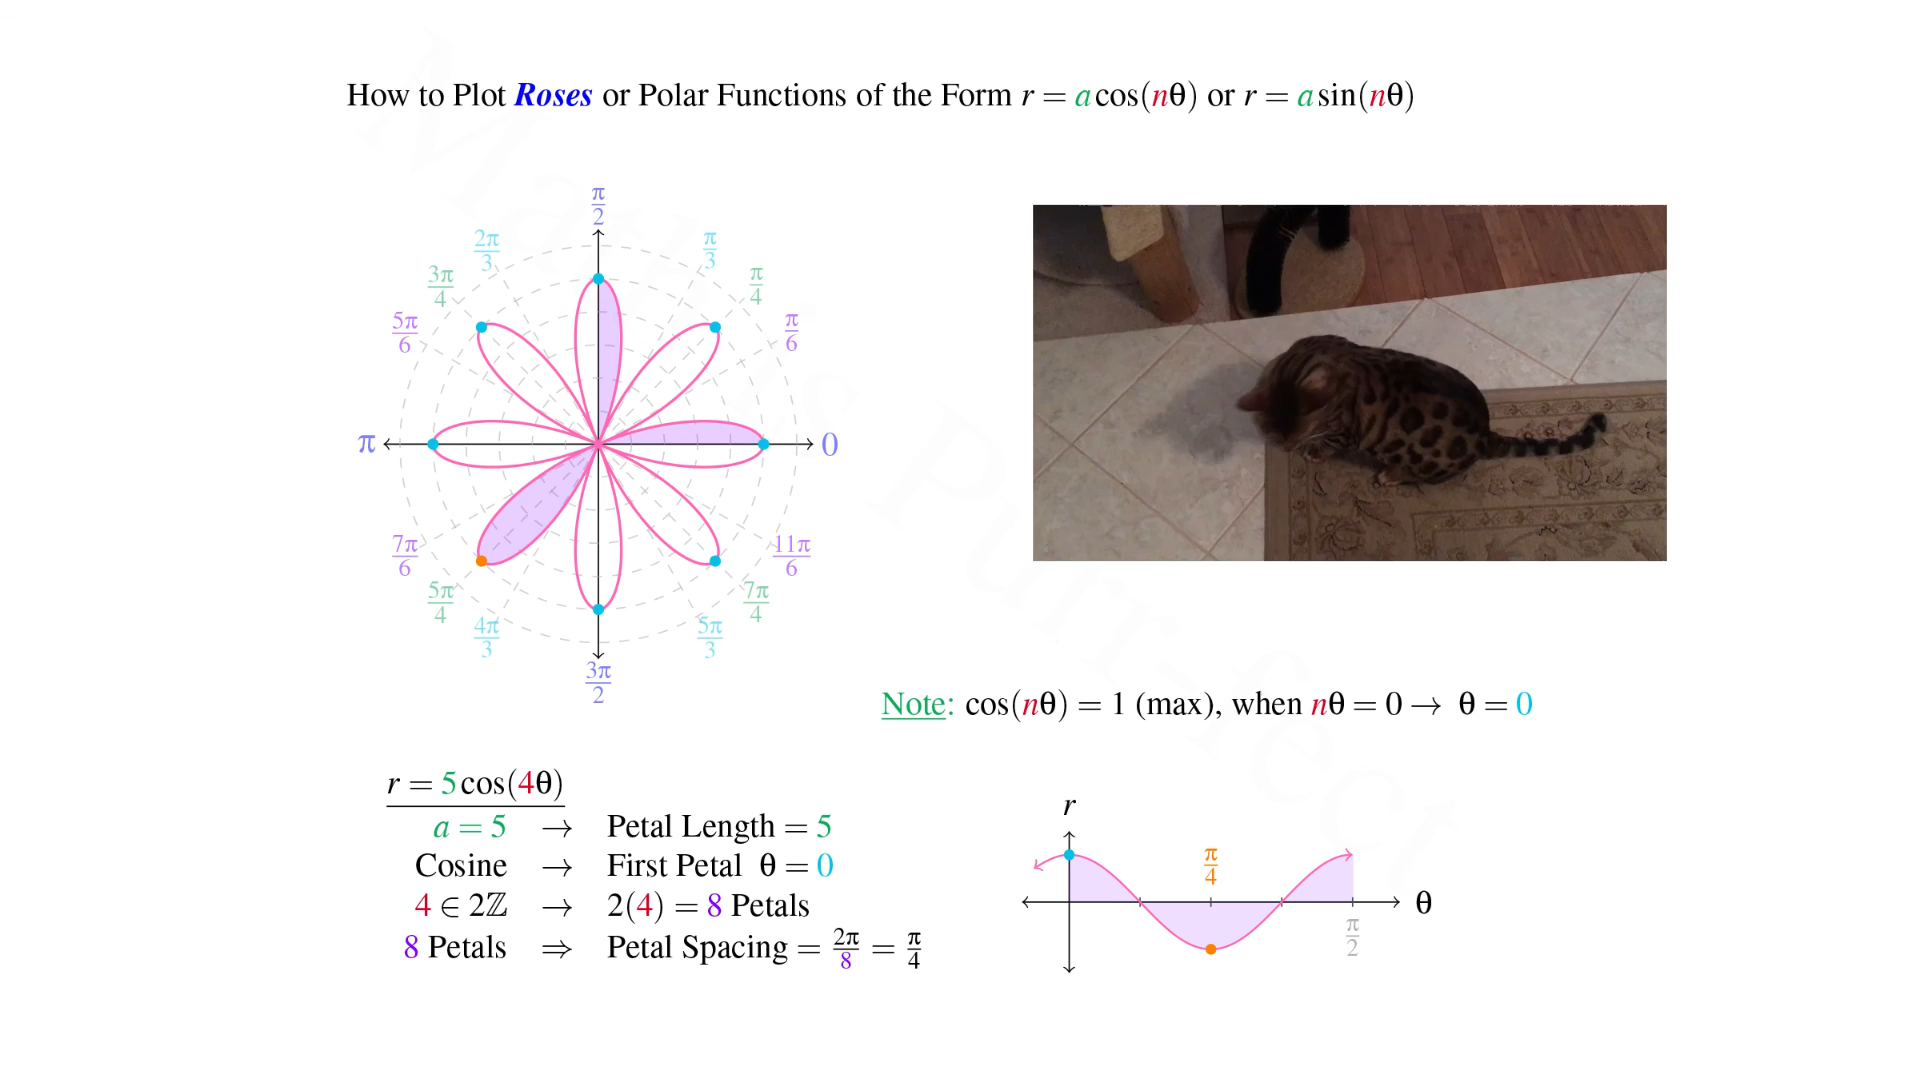 How to Plot Roses or Polar Functions of the Form r = a cos(nθ) or r = a sin(nθ)
π/2
2π/3
π/3
3π/4
π/4
5π/6
π/6
π
0
7π/6
11π/6
5π/4
7π/4
4π/3
5π/3
3π/2
Note: cos(nθ) = 1 (max), when nθ = 0 → θ = 0
r = 5 cos(4θ)
a = 5 → Petal Length = 5
Cosine → First Petal θ = 0
4 ∈ 2ℤ → 2(4) = 8 Petals
8 Petals ⇒ Petal Spacing = 2π/8 = π/4
r
π/4
θ
π/2
Math's Purr-fect